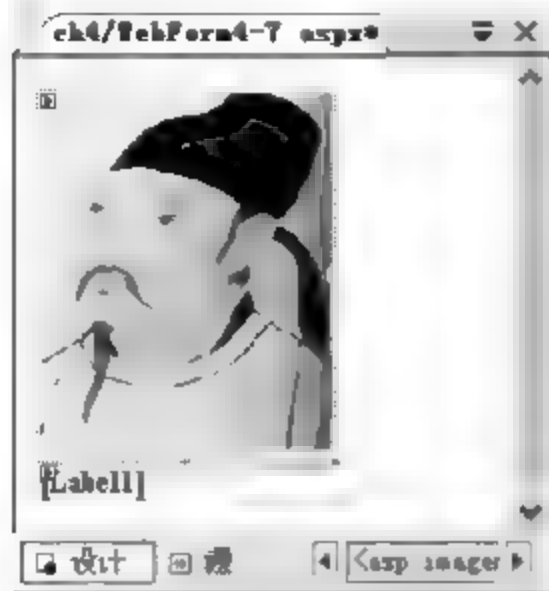 ch4/WebForm4-7 aspx*
[Label1]
设计
<asp image